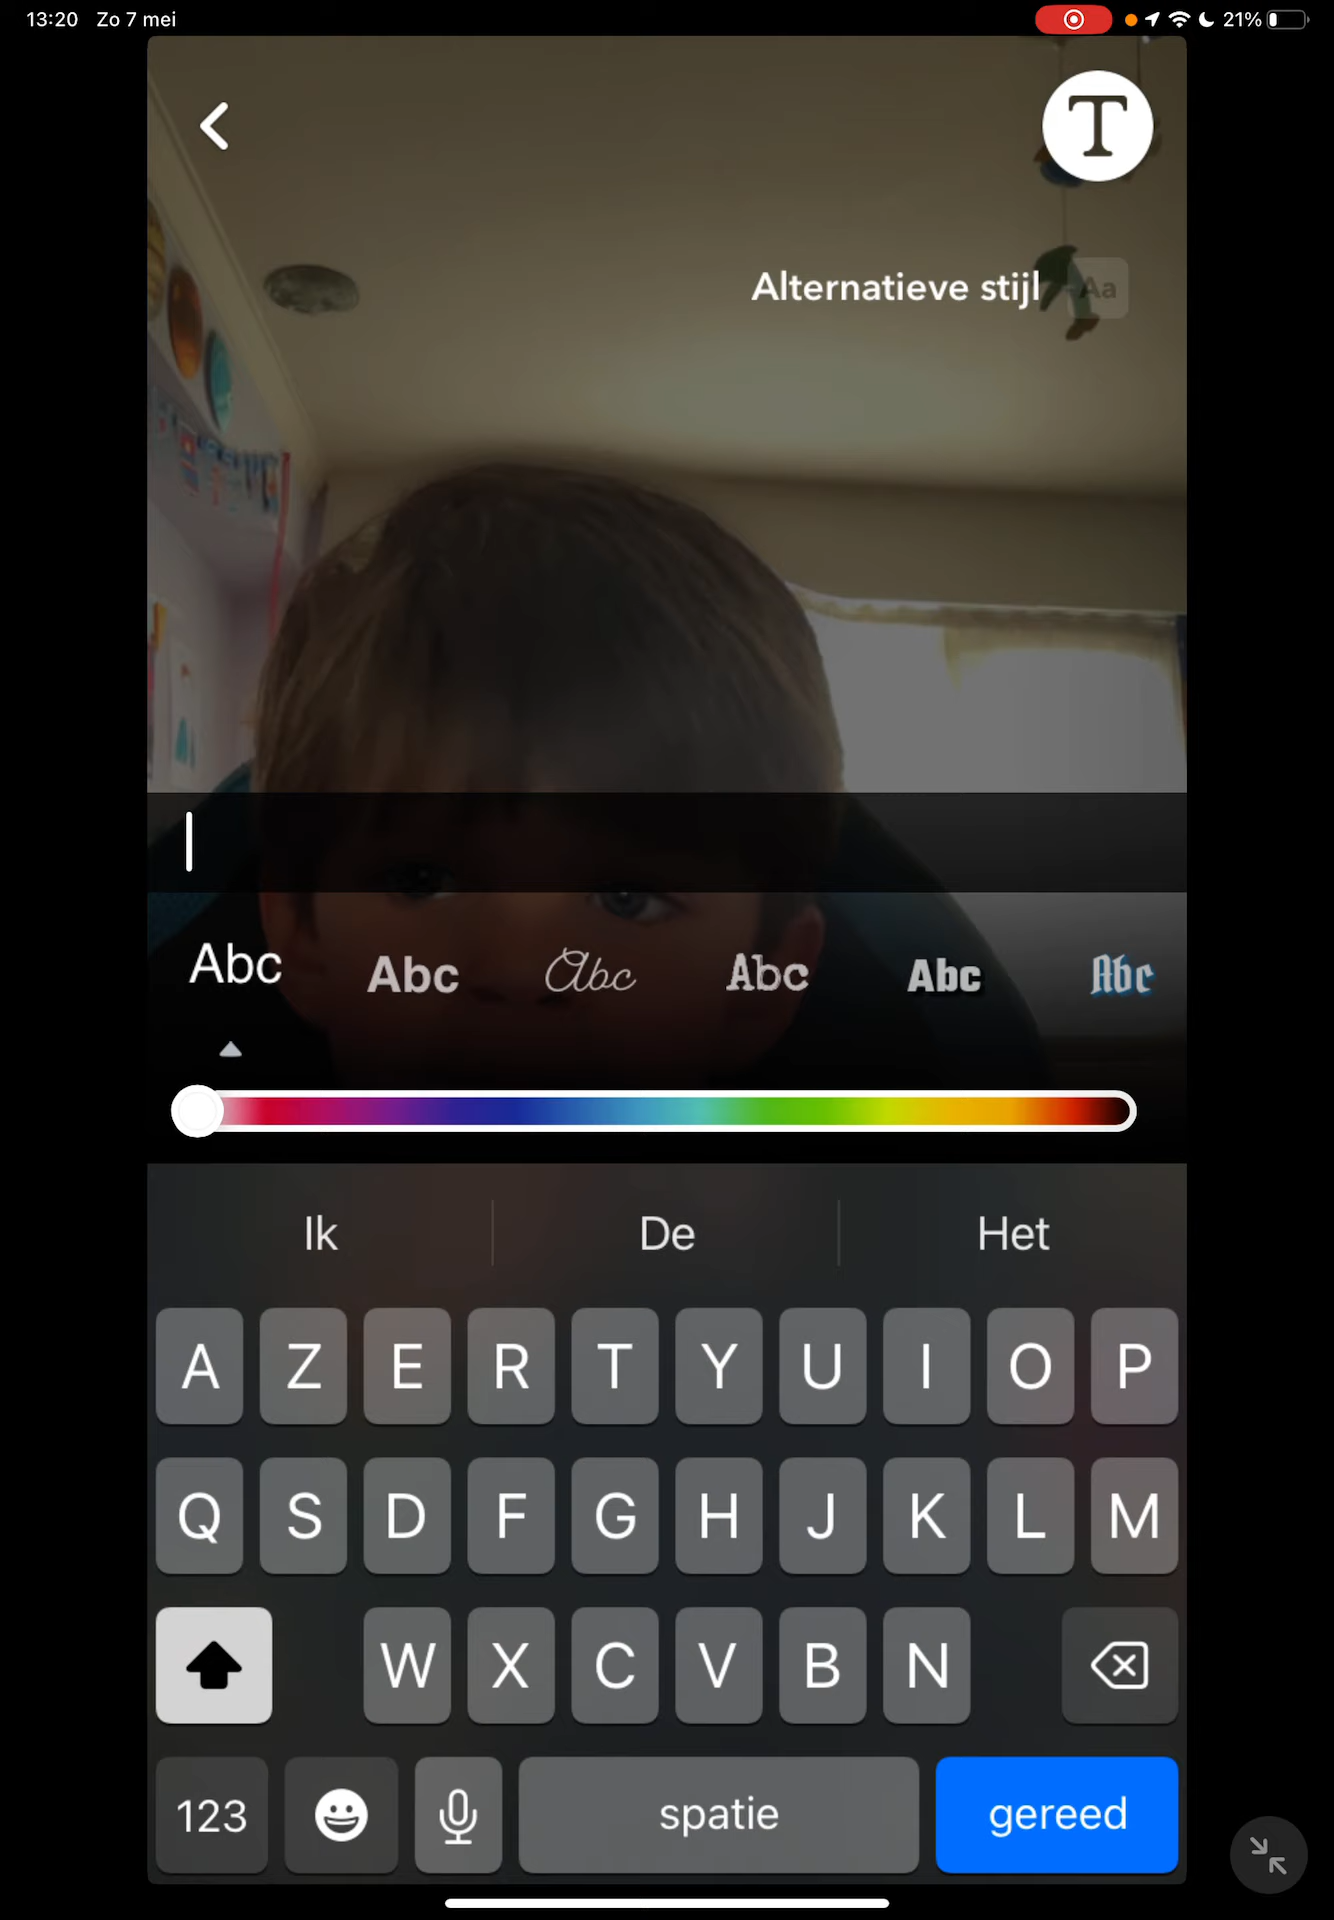 13:20 Zo 7 mei 21%
T
Alternatieve stijl Aa
Abc Abc Abc Abc Abc Abc
Ik De Het
A Z E R T Y U I O P
Q S D F G H J K L M
W X C V B N
123 spatie gereed